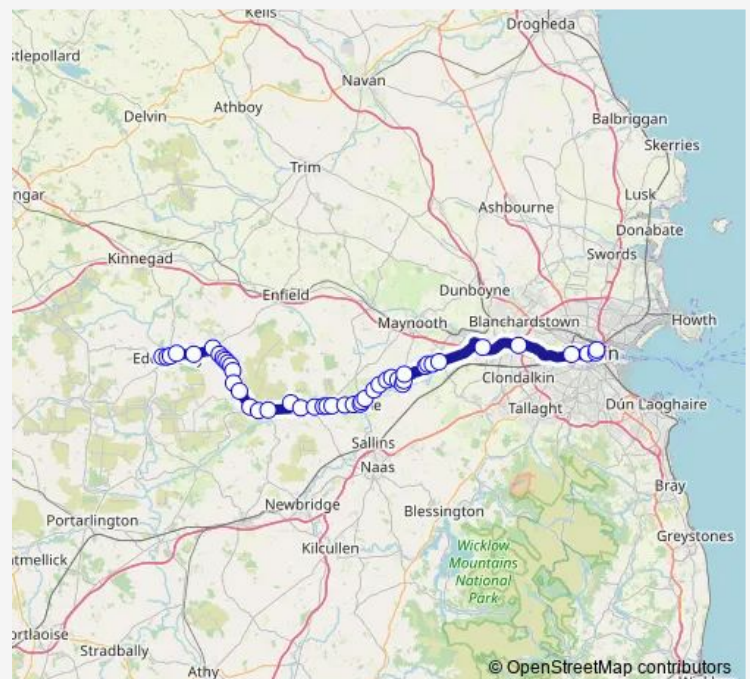 Kells
Drogheda
stlepollard
Navan
Athboy
Delvin
Balbriggan
Skerries
Trim
ngar
Lusk
Ashbourne
Donabate
Swords
Kinnegad
Dunboyne
Enfield
Howth
Maynooth
Blanchardstown
Ed
n
Clondalkin
Dún Laoghaire
Tallaght
e
Sallins
Naas
Bray
Newbridge
Blessington
Portarlington
Greystones
Kilcullen
Wicklow
Mountains
National
Park
ntmellick
ortlaoise
Stradbally
Athy
© OpenStreetMap contributors